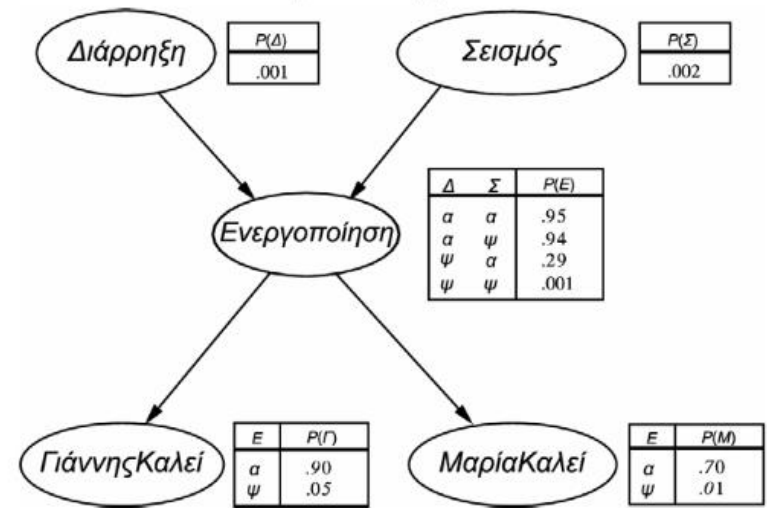 Διάρρηξη
P(Δ)
.001
Σεισμός
P(Σ)
.002
Ενεργοποίηση
Δ Σ P(E)
α α .95
α ψ .94
ψ α .29
ψ ψ .001
ΓιάννηςΚαλεί
E P(Γ)
α .90
ψ .05
ΜαρίαΚαλεί
E P(M)
α .70
ψ .01